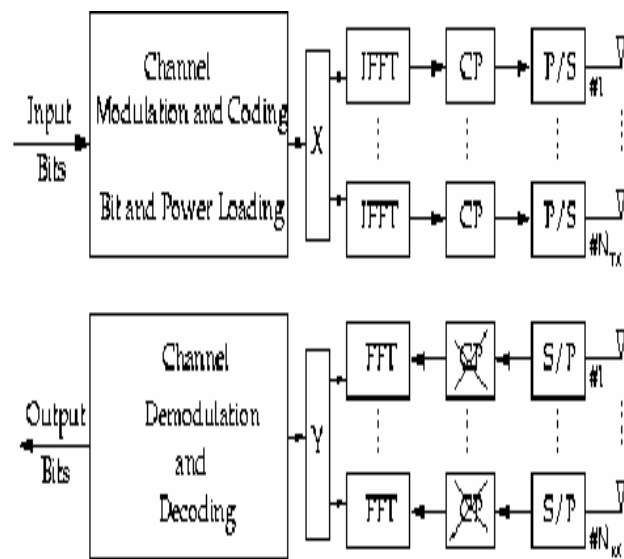 Channel
Modulation and Coding
Bit and Power Loading
Input
Bits
X
IFFT
CP
P/S
#1
IFFT
CP
P/S
#N_TX
Channel
Demodulation
and
Decoding
Output
Bits
Y
FFT
CP
S/P
#1
FFT
CP
S/P
#N